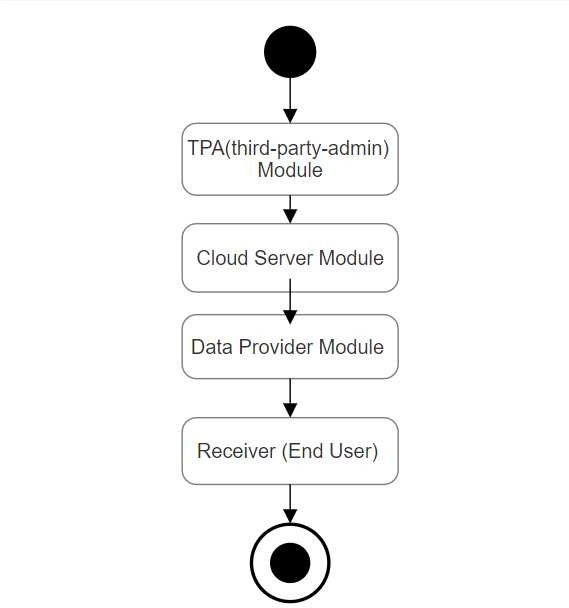 TPA(third-party-admin)
Module
Cloud Server Module
Data Provider Module
Receiver (End User)